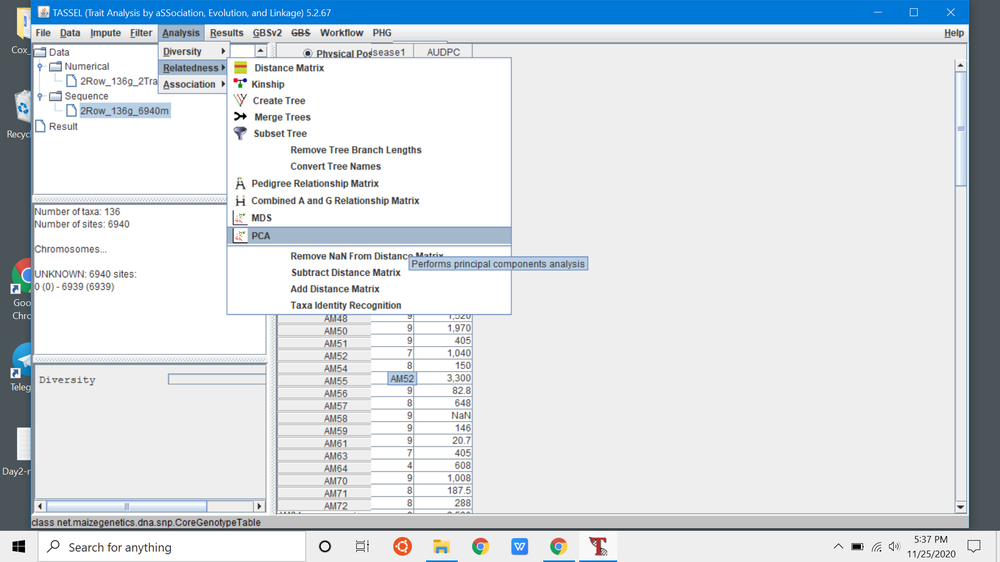 TASSEL (Trait Analysis by aSSociation, Evolution, and Linkage) 5.2.67
File Data Impute Filter Analysis Results GBSv2 GBS Workflow PHG Help
Cox_
Recycl
Goo
Chro
Teleg
Day2-r
Data
Numerical
2Row_136g_2Tra
Sequence
2Row_136g_6940m
Result
Diversity
Relatedness
Association
Physical Pos
isease1 AUDPC
Distance Matrix
Kinship
Create Tree
Merge Trees
Subset Tree
Remove Tree Branch Lengths
Convert Tree Names
Pedigree Relationship Matrix
Combined A and G Relationship Matrix
MDS
PCA
Remove NaN From Distance Matrix
Performs principal components analysis
Subtract Distance Matrix
Add Distance Matrix
Taxa Identity Recognition
Number of taxa: 136
Number of sites: 6940
Chromosomes...
UNKNOWN: 6940 sites:
0 (0) - 6939 (6939)
Diversity
AM48 9 1,520
AM50 9 1,970
AM51 9 405
AM52 7 1,040
AM54 8 150
AM55 AM52 3,300
AM56 9 82.8
AM57 8 648
AM58 9 NaN
AM59 9 146
AM61 9 20.7
AM63 7 405
AM64 4 608
AM70 9 1,008
AM71 8 187.5
AM72 8 288
class net.maizegenetics.dna.snp.CoreGenotypeTable
Search for anything
5:37 PM
11/25/2020